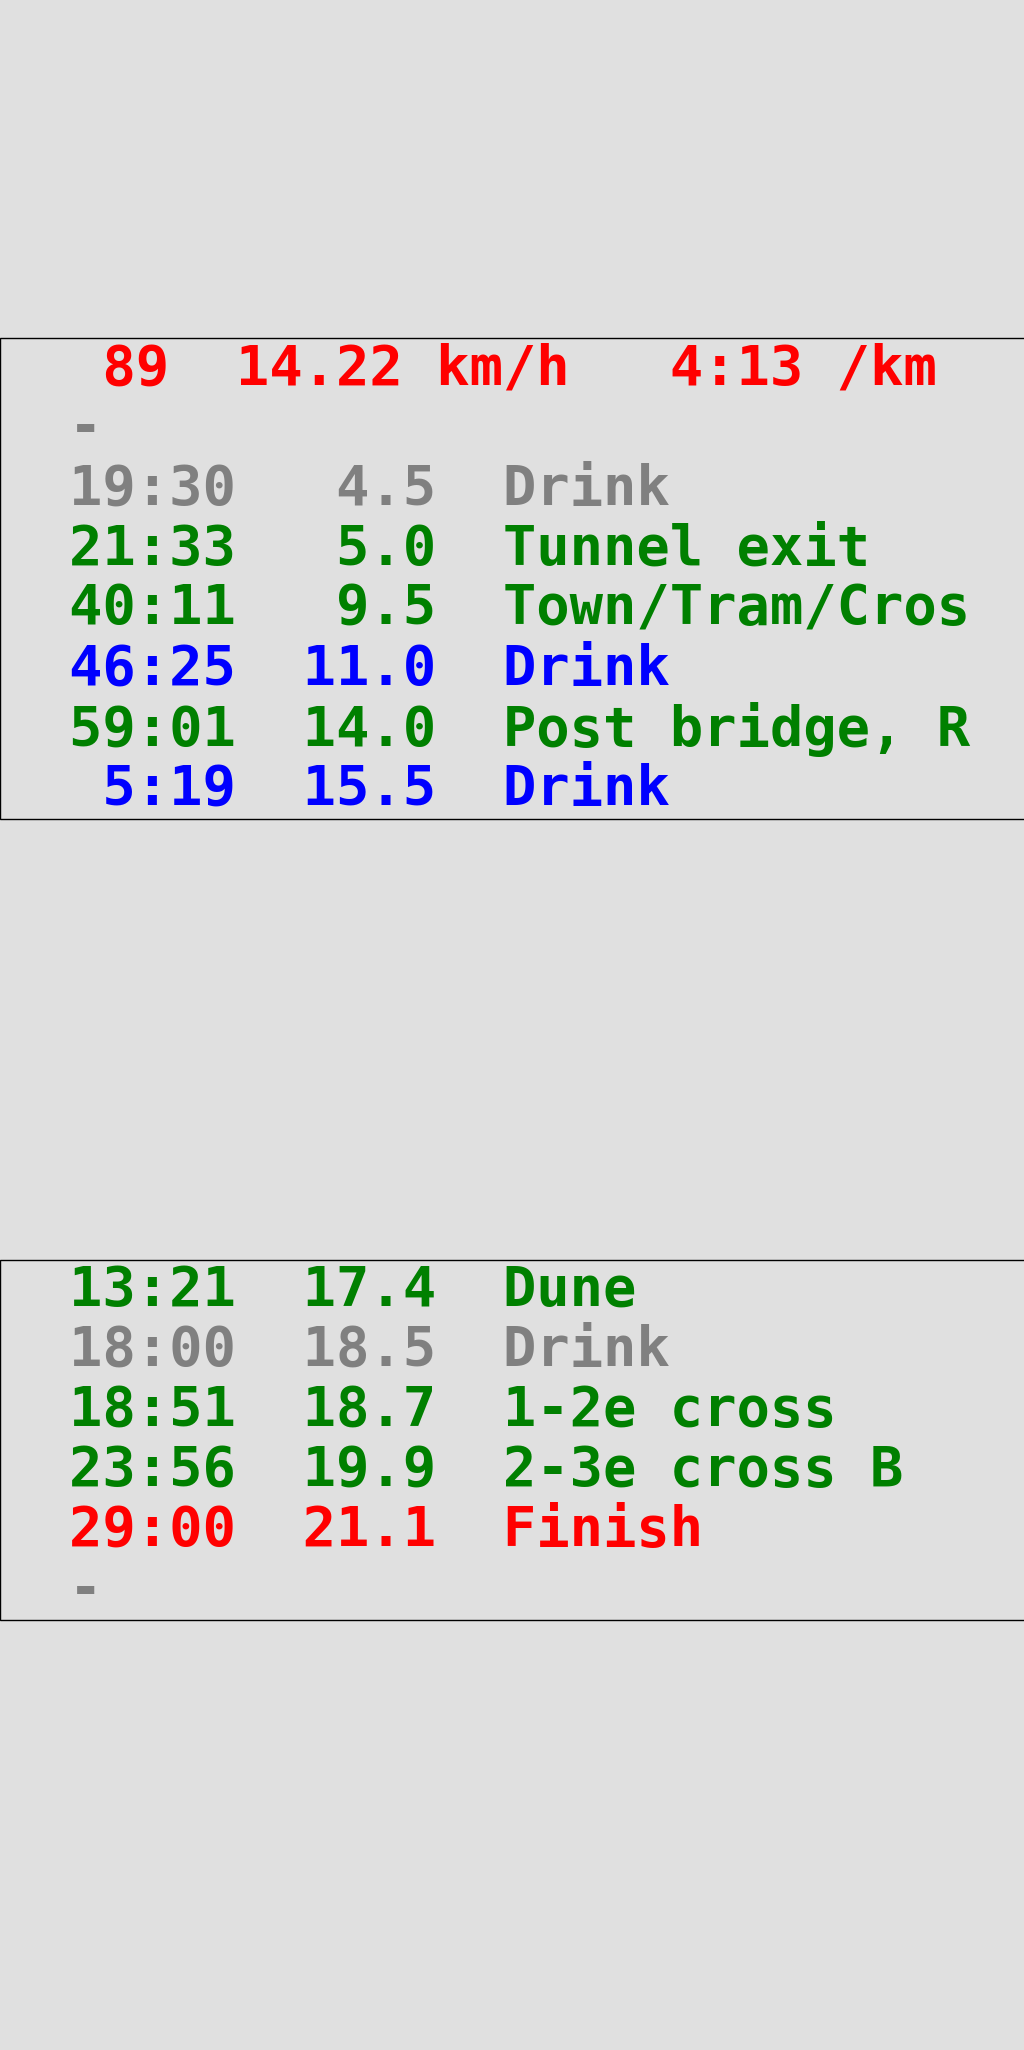 89 14.22 km/h 4:13 /km
-
19:30 4.5 Drink
21:33 5.0 Tunnel exit
40:11 9.5 Town/Tram/Cros
46:25 11.0 Drink
59:01 14.0 Post bridge, R
5:19 15.5 Drink
13:21 17.4 Dune
18:00 18.5 Drink
18:51 18.7 1-2e cross
23:56 19.9 2-3e cross B
29:00 21.1 Finish
-